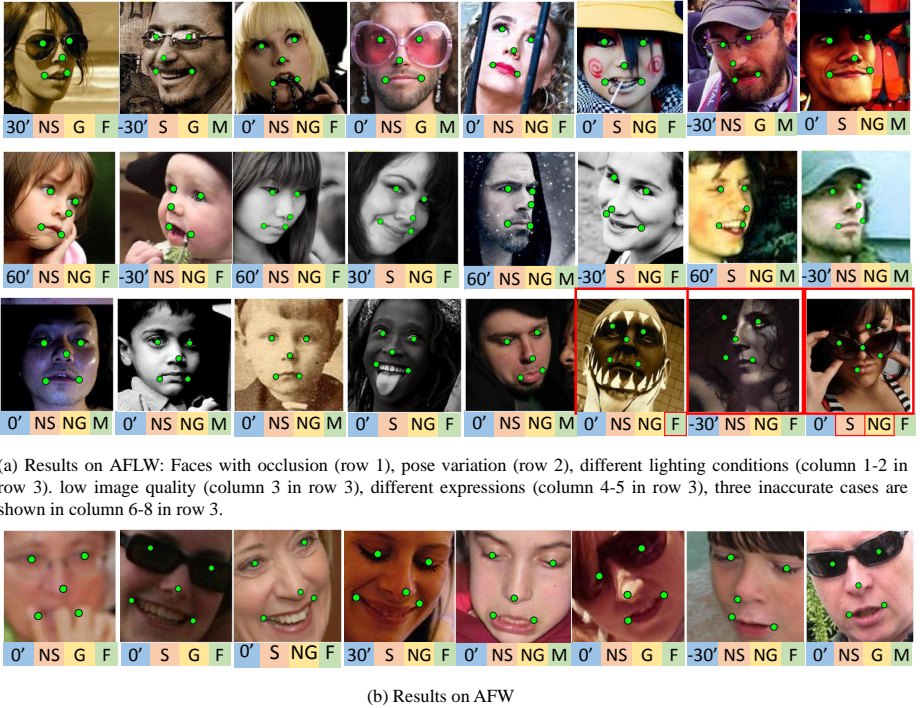 30' NS G F -30' S G M 0' NS NG F 0' NS G M 0' NS NG F 0' S NG F -30' NS G M 0' S NG M
60' NS NG F -30' NS NG F 60' NS NG F 30' S NG F 60' NS NG M -30' S NG F 60' S NG M -30' NS NG M
0' NS NG M 0' NS NG M 0' NS NG M 0' S NG F 0' NS NG M 0' NS NG F -30' NS NG F 0' S NG F
(a) Results on AFLW: Faces with occlusion (row 1), pose variation (row 2), different lighting conditions (column 1-2 in
row 3). low image quality (column 3 in row 3), different expressions (column 4-5 in row 3), three inaccurate cases are
shown in column 6-8 in row 3.
0' NS G F 0' S G F 0' S NG F 30' S NG F 0' NS NG M 0' NS G F -30' NS NG F 0' NS G M
(b) Results on AFW